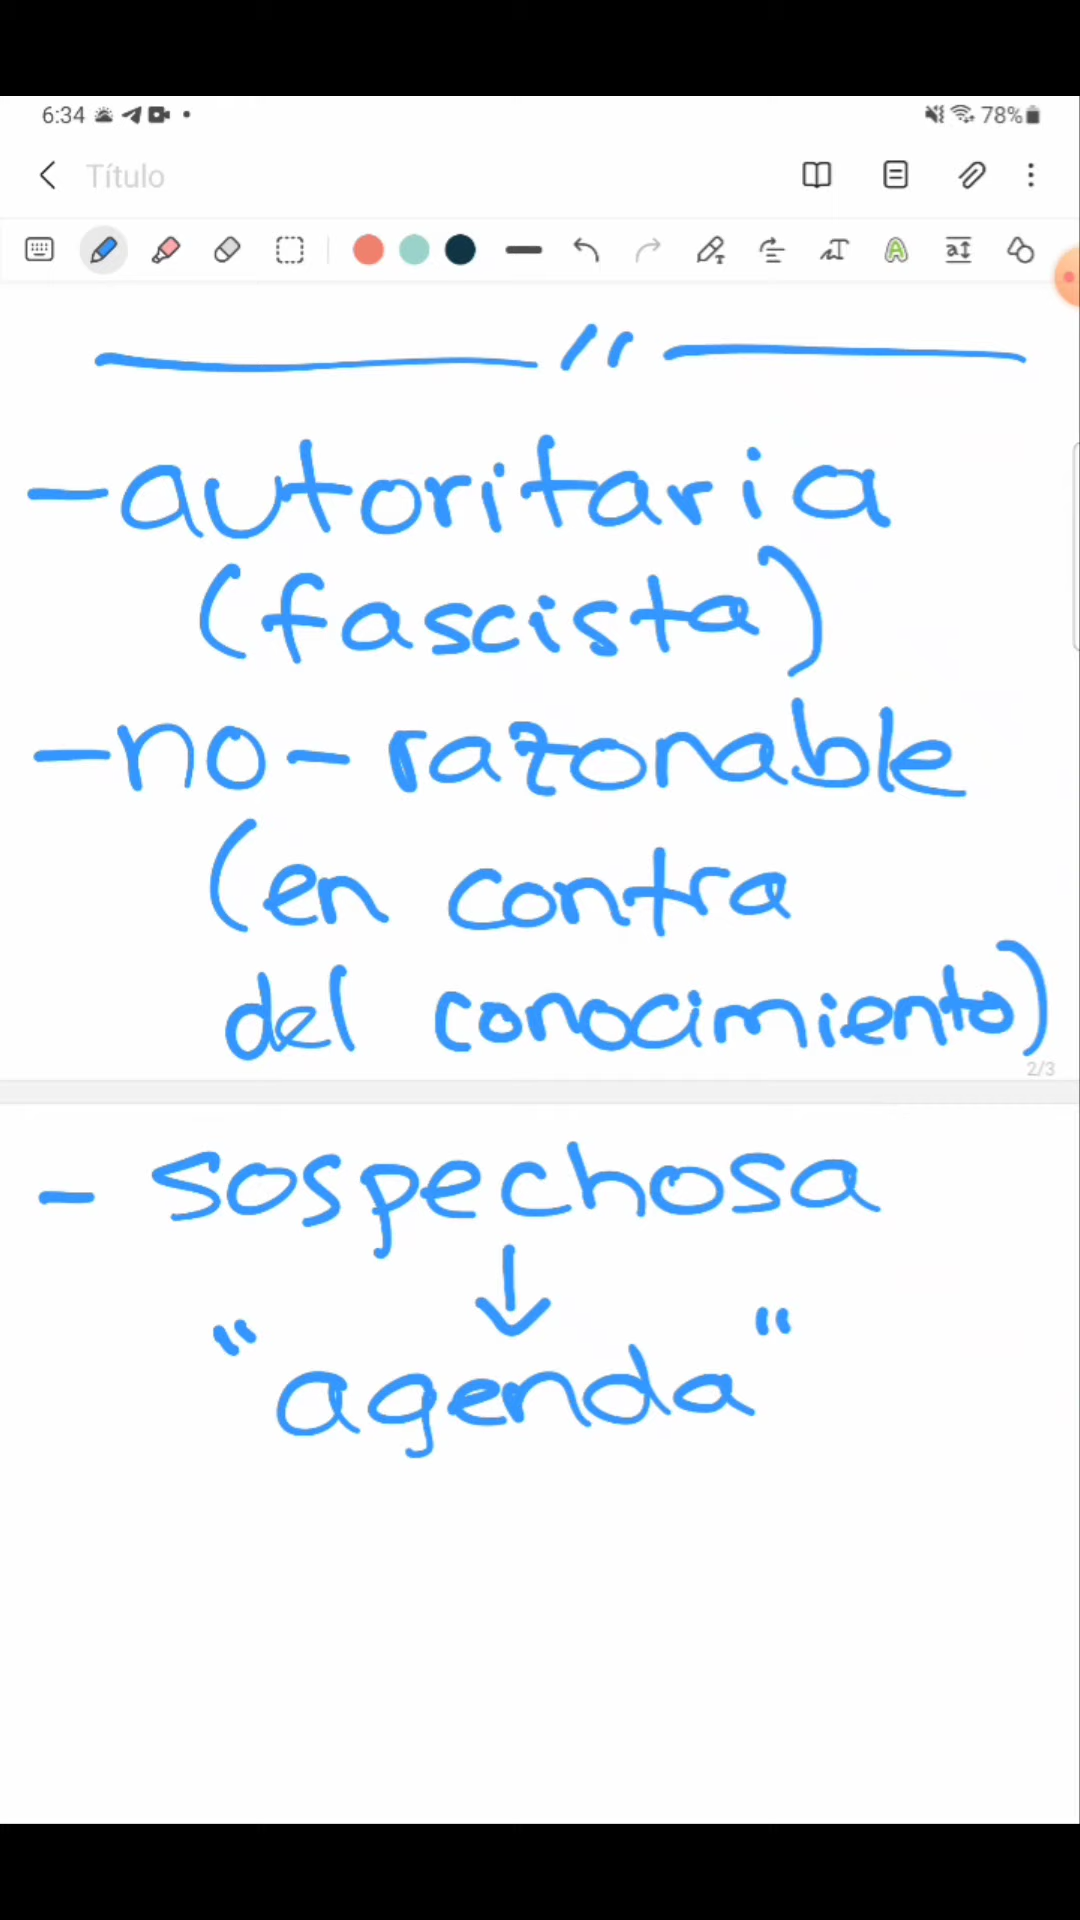 6:34
78%
Título
— " —
- autoritaria
(fascista)
- no - razonable
(en contra
del conocimiento)
2/3
- sospechosa
↓
"agenda"